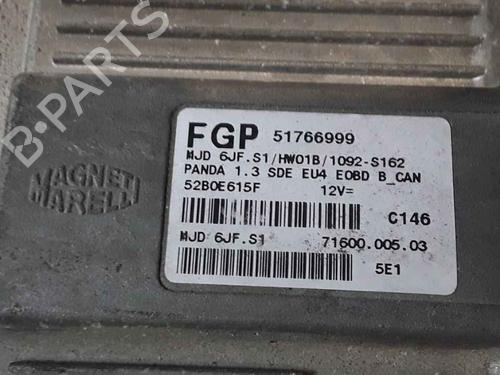 B-PARTS
FGP 51766999
MJD 6JF.S1/HW01B/1092-S162
PANDA 1.3 SDE EU4 EOBD B_CAN
52B0E615F 12V=
C146
MJD 6JF.S1 71600.005.03
5E1
MAGNETI
MARELLI